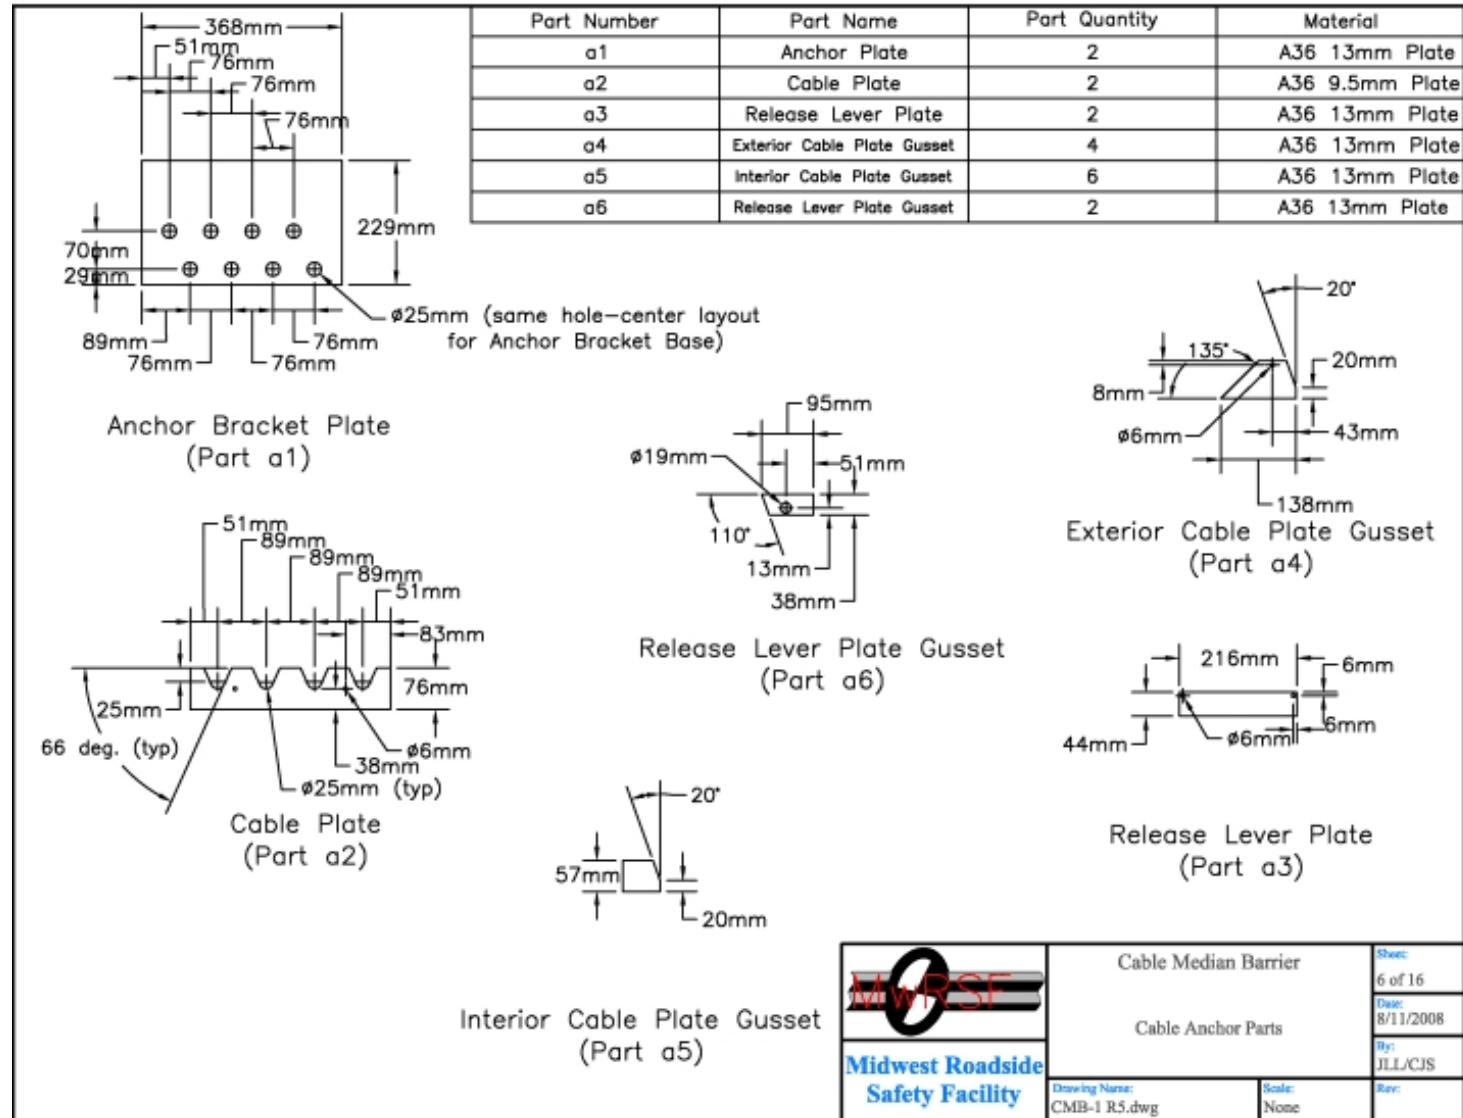 Part Number Part Name Part Quantity Material
a1 Anchor Plate 2 A36 13mm Plate
a2 Cable Plate 2 A36 9.5mm Plate
a3 Release Lever Plate 2 A36 13mm Plate
a4 Exterior Cable Plate Gusset 4 A36 13mm Plate
a5 Interior Cable Plate Gusset 6 A36 13mm Plate
a6 Release Lever Plate Gusset 2 A36 13mm Plate
368mm
51mm
76mm
76mm
76mm
229mm
70mm
29mm
ø25mm (same hole-center layout
for Anchor Bracket Base)
89mm
76mm
76mm
76mm
Anchor Bracket Plate
(Part a1)
51mm
89mm
89mm
89mm
51mm
83mm
76mm
25mm
66 deg. (typ)
ø6mm
38mm
ø25mm (typ)
Cable Plate
(Part a2)
95mm
ø19mm
51mm
110°
13mm
38mm
Release Lever Plate Gusset
(Part a6)
20°
135°
20mm
8mm
ø6mm
43mm
138mm
Exterior Cable Plate Gusset
(Part a4)
216mm
6mm
44mm
ø6mm
6mm
Release Lever Plate
(Part a3)
20°
57mm
20mm
Interior Cable Plate Gusset
(Part a5)
MwRSF
Midwest Roadside
Safety Facility
Cable Median Barrier
Cable Anchor Parts
Drawing Name:
CMB-1 R5.dwg
Scale:
None
Sheet:
6 of 16
Date:
8/11/2008
By:
JLL/CJS
Rev: